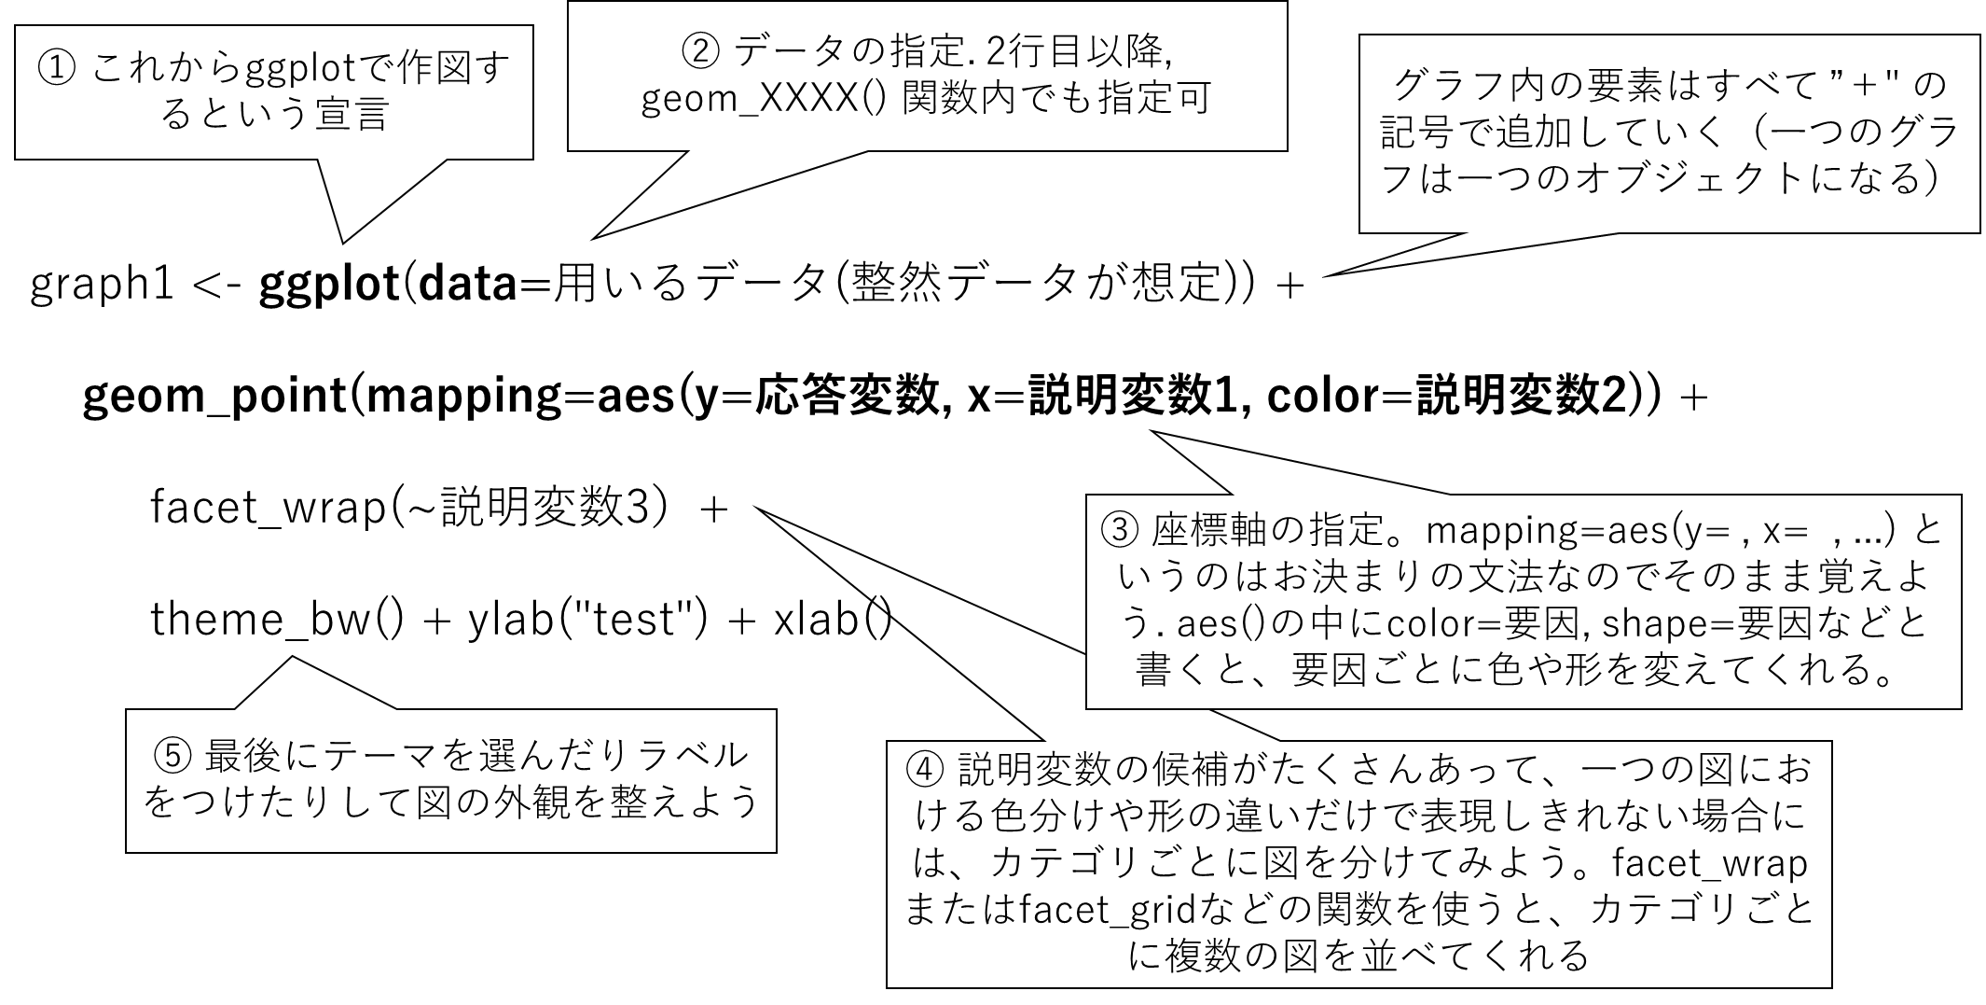 ① これからggplotで作図す
るという宣言
② データの指定. 2行目以降,
geom_XXXX() 関数内でも指定可
グラフ内の要素はすべて ”+" の
記号で追加していく（一つのグラ
フは一つのオブジェクトになる）
graph1 <- ggplot(data=用いるデータ(整然データが想定)) +
geom_point(mapping=aes(y=応答変数, x=説明変数1, color=説明変数2)) +
facet_wrap(~説明変数3） +
theme_bw() + ylab("test") + xlab()
③ 座標軸の指定。mapping=aes(y= , x=  , ...) と
いうのはお決まりの文法なのでそのまま覚えよ
う. aes()の中にcolor=要因, shape=要因などと
書くと、要因ごとに色や形を変えてくれる。
⑤ 最後にテーマを選んだりラベル
をつけたりして図の外観を整えよう
④ 説明変数の候補がたくさんあって、一つの図にお
ける色分けや形の違いだけで表現しきれない場合に
は、カテゴリごとに図を分けてみよう。facet_wrap
またはfacet_gridなどの関数を使うと、カテゴリごと
に複数の図を並べてくれる